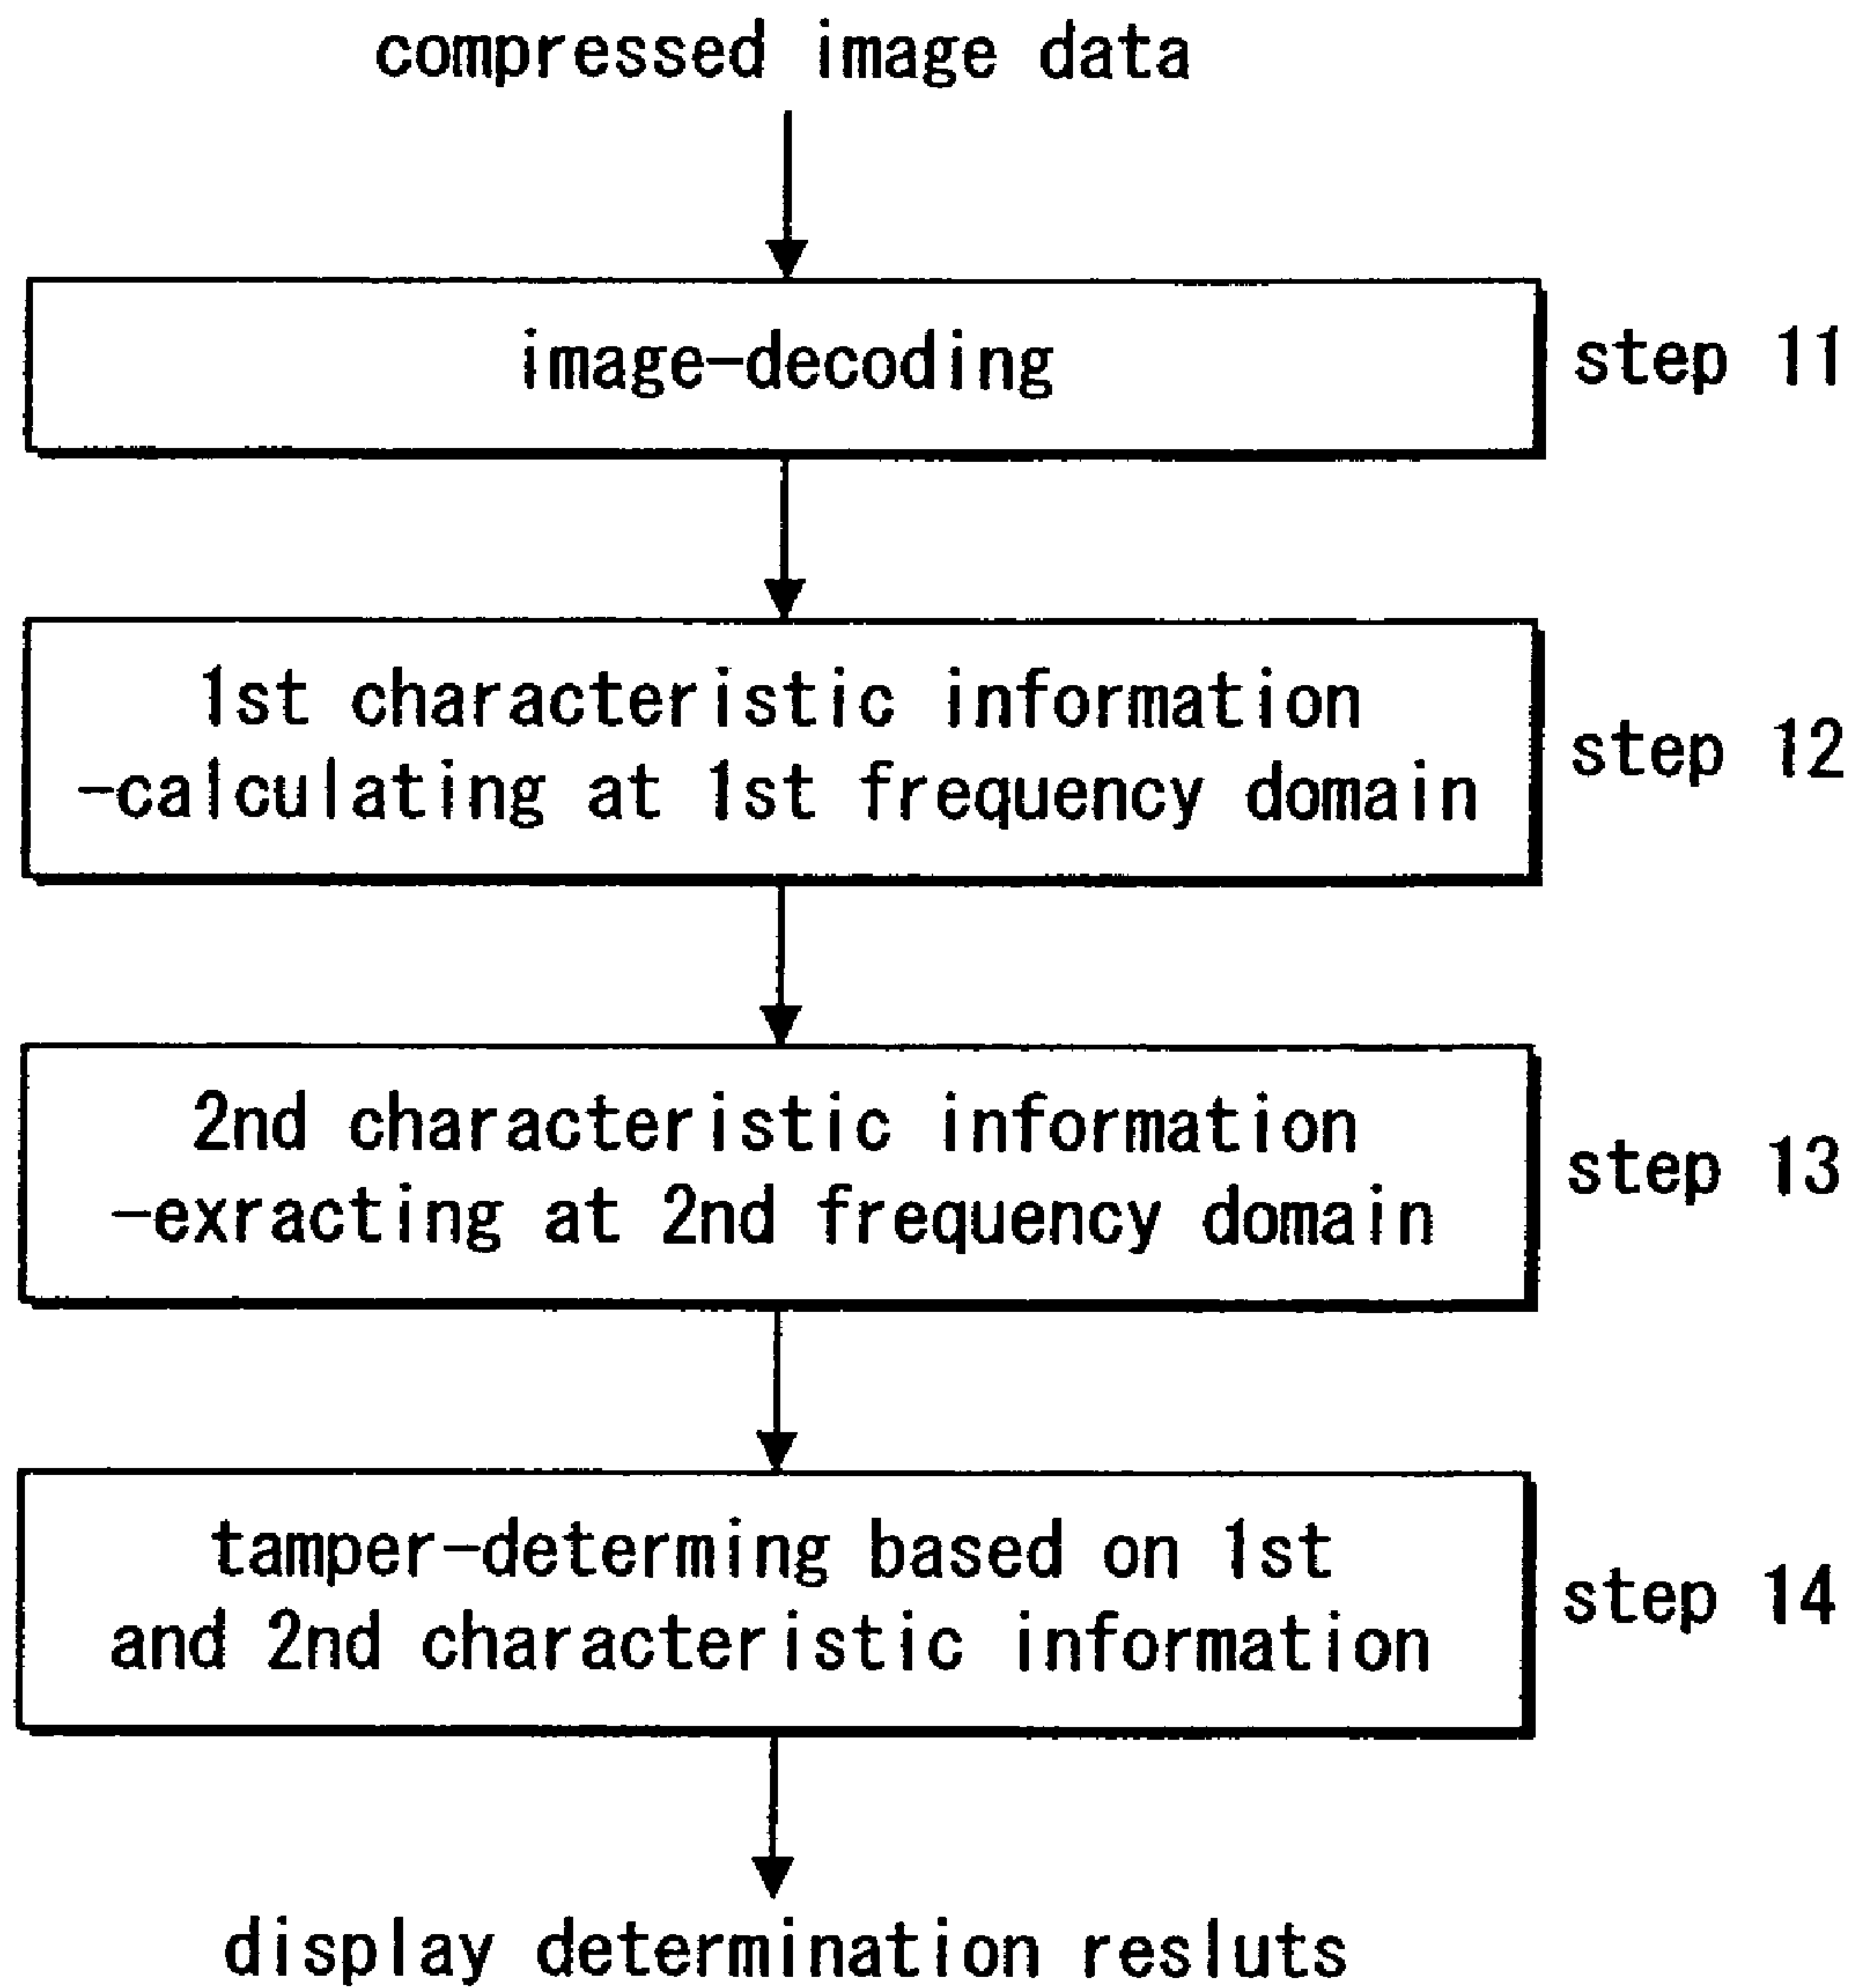 compressed image data
image-decoding
step 11
1st characteristic information
-calculating at 1st frequency domain
step 12
2nd characteristic information
-exracting at 2nd frequency domain
step 13
tamper-determing based on 1st
and 2nd characteristic information
step 14
display determination resluts